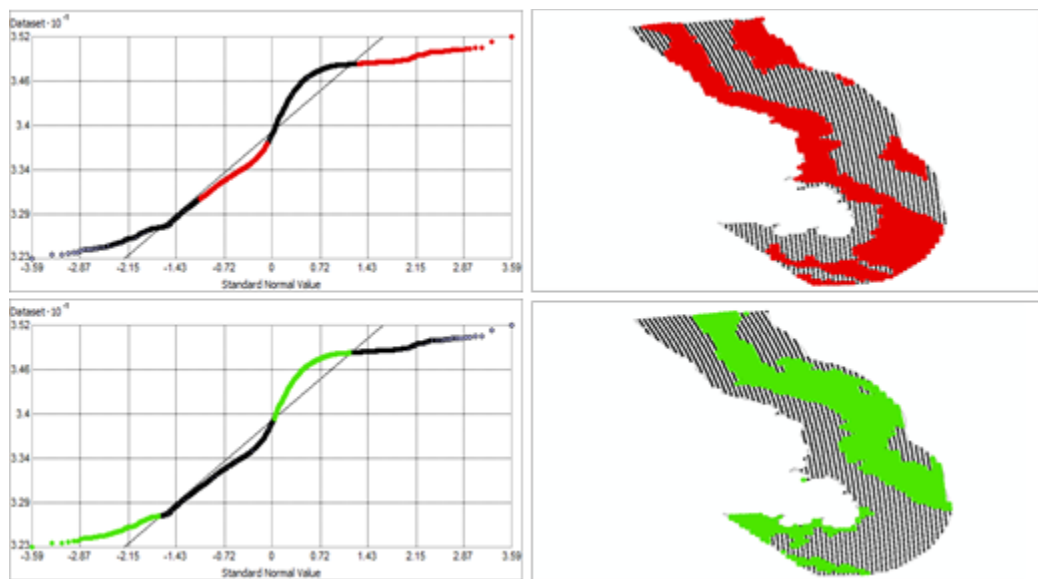 Dataset · 10
3.52
3.46
3.4
3.34
3.29
3.23
-3.59 -2.87 -2.15 -1.43 -0.72 0 0.72 1.43 2.15 2.87 3.59
Standard Normal Value
Dataset · 10
3.52
3.46
3.4
3.34
3.29
3.23
-3.59 -2.87 -2.15 -1.43 -0.72 0 0.72 1.43 2.15 2.87 3.59
Standard Normal Value